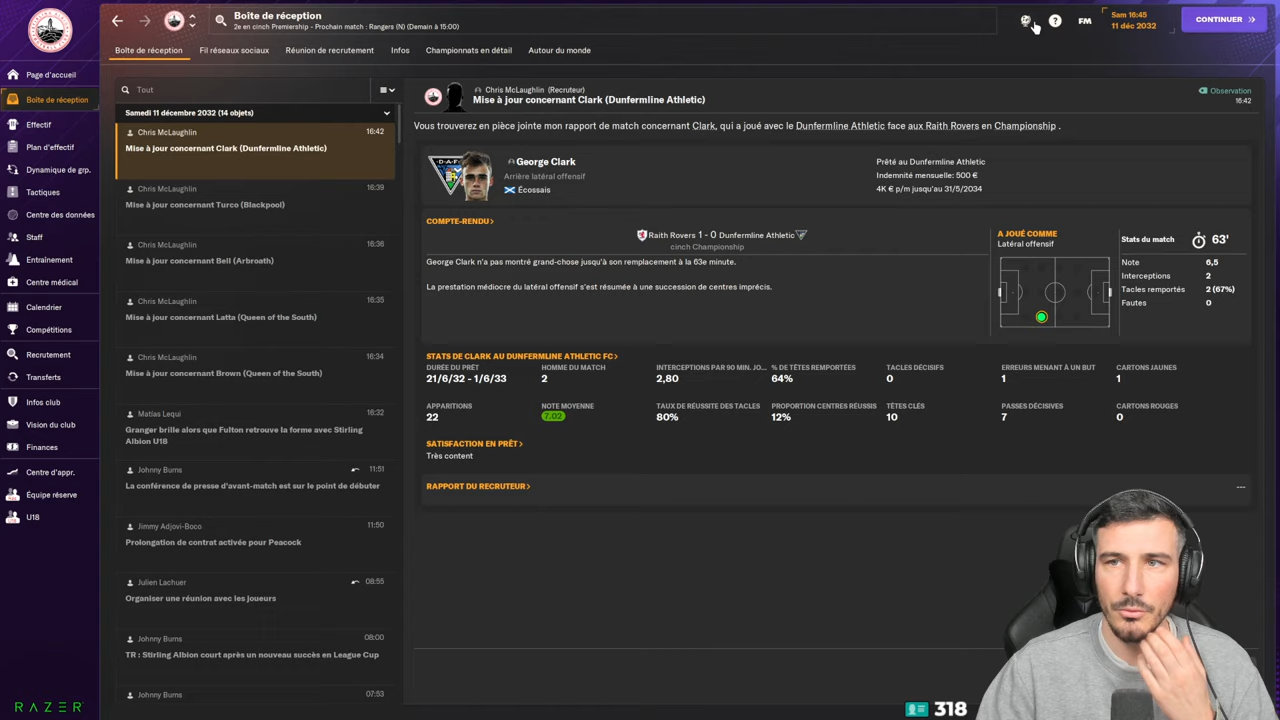 Boîte de réception
2e en cinch Premiership - Prochain match : Rangers (N) (Demain à 15:00)
FM
Sam 16:45
11 déc 2032
CONTINUER
Boîte de réception
Fil réseaux sociaux
Réunion de recrutement
Infos
Championnats en détail
Autour du monde
Page d'accueil
Boîte de réception
Effectif
Plan d'effectif
Dynamique de grp.
Tactiques
Centre des données
Staff
Entraînement
Centre médical
Calendrier
Compétitions
Recrutement
Transferts
Infos club
Vision du club
Finances
Centre d'appr.
Équipe réserve
U18
RAZER
Tout
Samedi 11 décembre 2032 (14 objets)
Chris McLaughlin 16:42
Mise à jour concernant Clark (Dunfermline Athletic)
Chris McLaughlin 16:39
Mise à jour concernant Turco (Blackpool)
Chris McLaughlin 16:36
Mise à jour concernant Bell (Arbroath)
Chris McLaughlin 16:35
Mise à jour concernant Latta (Queen of the South)
Chris McLaughlin 16:34
Mise à jour concernant Brown (Queen of the South)
Matías Lequi 16:32
Granger brille alors que Fulton retrouve la forme avec Stirling
Albion U18
Johnny Burns 11:51
La conférence de presse d'avant-match est sur le point de débuter
Jimmy Adjovi-Boco 11:50
Prolongation de contrat activée pour Peacock
Julien Lachuer 08:55
Organiser une réunion avec les joueurs
Johnny Burns 08:00
TR : Stirling Albion court après un nouveau succès en League Cup
Johnny Burns 07:53
Chris McLaughlin (Recruteur)
Mise à jour concernant Clark (Dunfermline Athletic)
Observation
16:42
Vous trouverez en pièce jointe mon rapport de match concernant Clark, qui a joué avec le Dunfermline Athletic face aux Raith Rovers en Championship .
DAFC
George Clark
Arrière latéral offensif
Écossais
Prêté au Dunfermline Athletic
Indemnité mensuelle: 500 €
4K € p/m jusqu'au 31/5/2034
COMPTE-RENDU >
Raith Rovers 1 - 0 Dunfermline Athletic
cinch Championship
George Clark n'a pas montré grand-chose jusqu'à son remplacement à la 63e minute.
La prestation médiocre du latéral offensif s'est résumée à une succession de centres imprécis.
A JOUÉ COMME
Latéral offensif
Stats du match 63'
Note 6,5
Interceptions 2
Tacles remportés 2 (67%)
Fautes 0
STATS DE CLARK AU DUNFERMLINE ATHLETIC FC >
DURÉE DU PRÊT HOMME DU MATCH INTERCEPTIONS PAR 90 MIN. JO... % DE TÊTES REMPORTÉES TACLES DÉCISIFS ERREURS MENANT À UN BUT CARTONS JAUNES
21/6/32 - 1/6/33 2 2,80 64% 0 1 1
APPARITIONS NOTE MOYENNE TAUX DE RÉUSSITE DES TACLES PROPORTION CENTRES RÉUSSIS TÊTES CLÉS PASSES DÉCISIVES CARTONS ROUGES
22 7.02 80% 12% 10 7 0
SATISFACTION EN PRÊT >
Très content
RAPPORT DU RECRUTEUR > ---
318